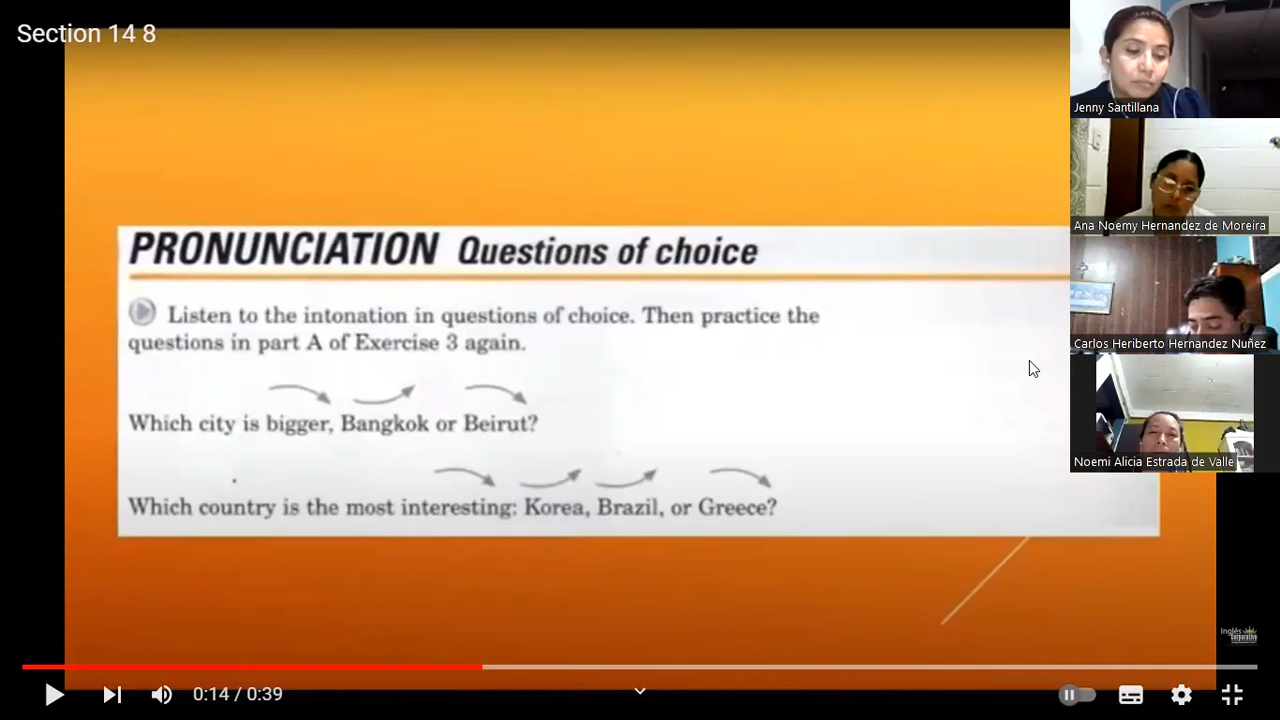 Section 14 8
Jenny Santillana
Ana Noemy Hernandez de Moreira
Carlos Heriberto Hernandez Nuñez
Noemi Alicia Estrada de Valle
PRONUNCIATION Questions of choice
Listen to the intonation in questions of choice. Then practice the
questions in part A of Exercise 3 again.
Which city is bigger, Bangkok or Beirut?
Which country is the most interesting: Korea, Brazil, or Greece?
Inglés
Corporativo
0:14 / 0:39